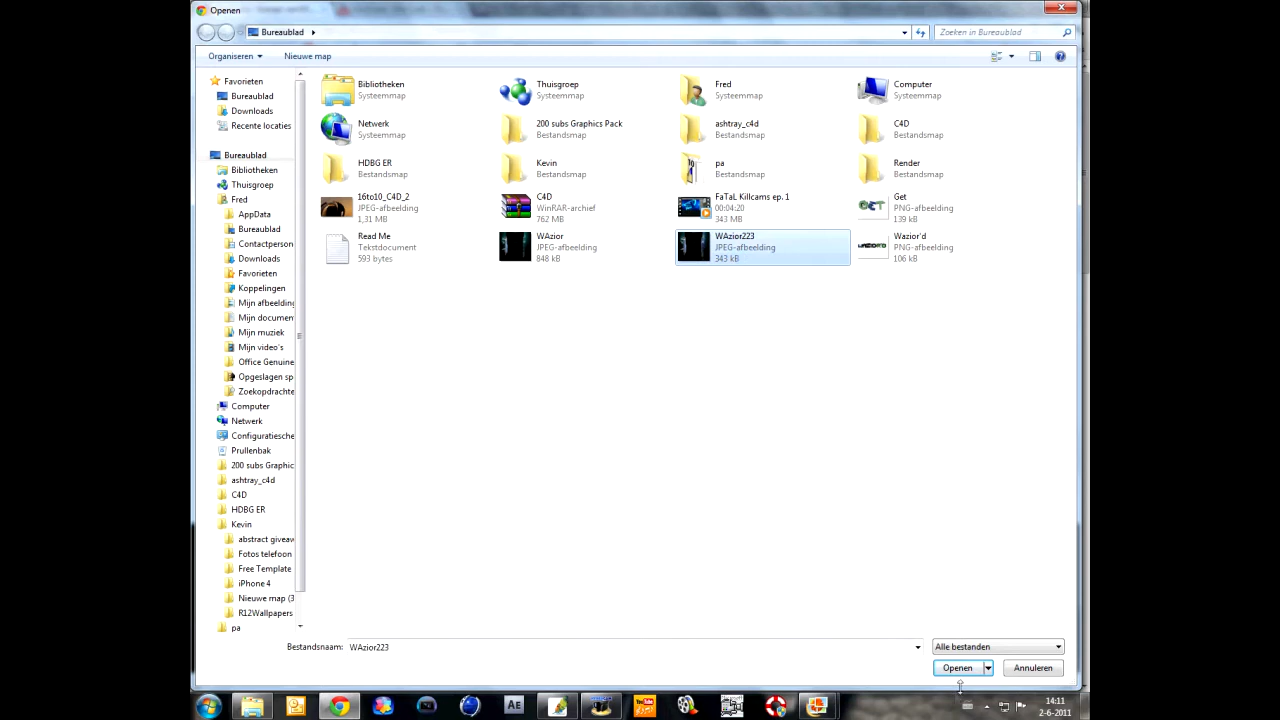 Openen
Bureaublad
Zoeken in Bureaublad
Organiseren
Nieuwe map
Favorieten
Bureaublad
Downloads
Recente locaties
Bureaublad
Bibliotheken
Thuisgroep
Fred
AppData
Bureaublad
Contactperson
Downloads
Favorieten
Koppelingen
Mijn afbeelding
Mijn documen
Mijn muziek
Mijn video's
Office Genuine
Opgeslagen sp
Zoekopdrachte
Computer
Netwerk
Configuratiesche
Prullenbak
200 subs Graphic
ashtray_c4d
C4D
HDBG ER
Kevin
abstract giveaw
Fotos telefoon
Free Template
iPhone 4
Nieuwe map (3
R12Wallpapers
pa
Bibliotheken
Systeemmap
Thuisgroep
Systeemmap
Fred
Systeemmap
Computer
Systeemmap
Netwerk
Systeemmap
200 subs Graphics Pack
Bestandsmap
ashtray_c4d
Bestandsmap
C4D
Bestandsmap
HDBG ER
Bestandsmap
Kevin
Bestandsmap
pa
Bestandsmap
Render
Bestandsmap
16to10_C4D_2
JPEG-afbeelding
1,31 MB
C4D
WinRAR-archief
762 MB
FaTaL Killcams ep. 1
00:04:20
343 MB
Get
PNG-afbeelding
139 kB
Read Me
Tekstdocument
593 bytes
WAzior
JPEG-afbeelding
848 kB
WAzior223
JPEG-afbeelding
343 kB
Wazior'd
PNG-afbeelding
106 kB
Bestandsnaam:
WAzior223
Alle bestanden
Openen
Annuleren
AE
14:11
2-6-2011